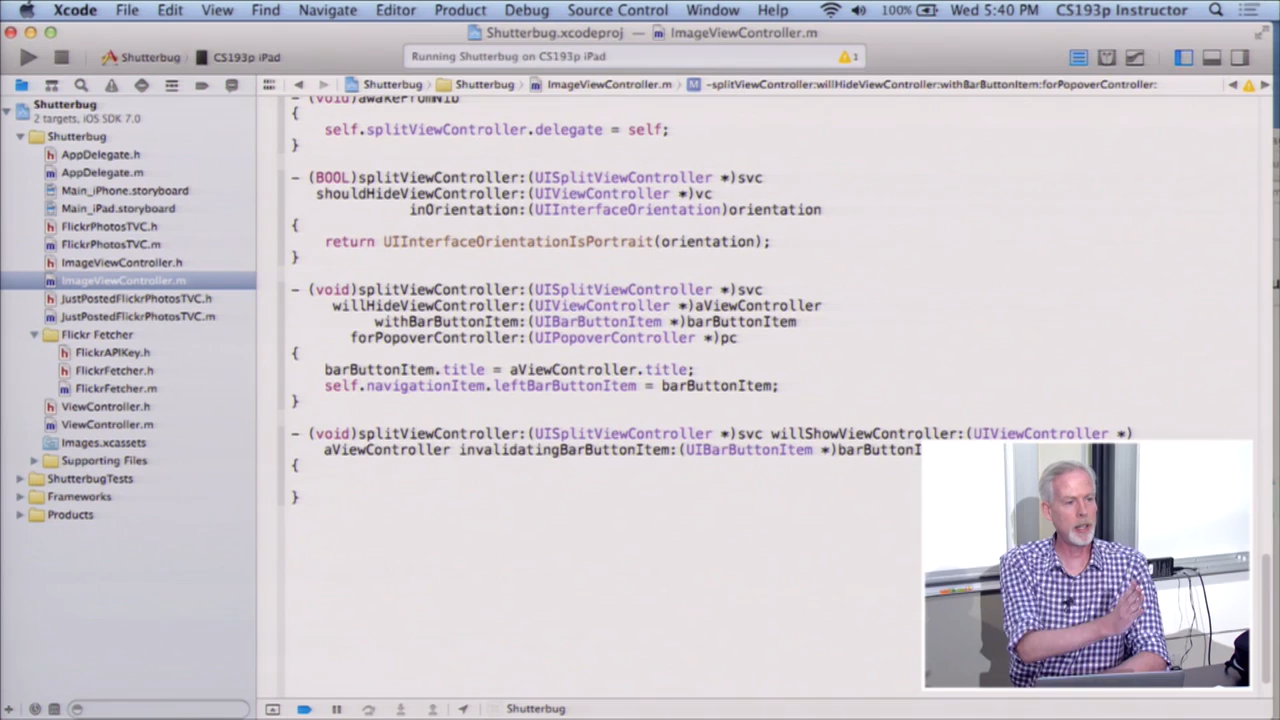 Xcode File Edit View Find Navigate Editor Product Debug Source Control Window Help 100% Wed 5:40 PM CS193p Instructor
Shutterbug.xcodeproj — ImageViewController.m
Shutterbug CS193p iPad Running Shutterbug on CS193p iPad 1
Shutterbug Shutterbug ImageViewController.m -splitViewController:willHideViewController:withBarButtonItem:forPopoverController:
Shutterbug
2 targets, iOS SDK 7.0
Shutterbug
AppDelegate.h
AppDelegate.m
Main_iPhone.storyboard
Main_iPad.storyboard
FlickrPhotosTVC.h
FlickrPhotosTVC.m
ImageViewController.h
ImageViewController.m
JustPostedFlickrPhotosTVC.h
JustPostedFlickrPhotosTVC.m
Flickr Fetcher
FlickrAPIKey.h
FlickrFetcher.h
FlickrFetcher.m
ViewController.h
ViewController.m
Images.xcassets
Supporting Files
ShutterbugTests
Frameworks
Products
- (void)awakeFromNib
{
self.splitViewController.delegate = self;
}
- (BOOL)splitViewController:(UISplitViewController *)svc
shouldHideViewController:(UIViewController *)vc
inOrientation:(UIInterfaceOrientation)orientation
{
return UIInterfaceOrientationIsPortrait(orientation);
}
- (void)splitViewController:(UISplitViewController *)svc
willHideViewController:(UIViewController *)aViewController
withBarButtonItem:(UIBarButtonItem *)barButtonItem
forPopoverController:(UIPopoverController *)pc
{
barButtonItem.title = aViewController.title;
self.navigationItem.leftBarButtonItem = barButtonItem;
}
- (void)splitViewController:(UISplitViewController *)svc willShowViewController:(UIViewController *)
aViewController invalidatingBarButtonItem:(UIBarButtonItem *)barButtonI
{
}
Shutterbug